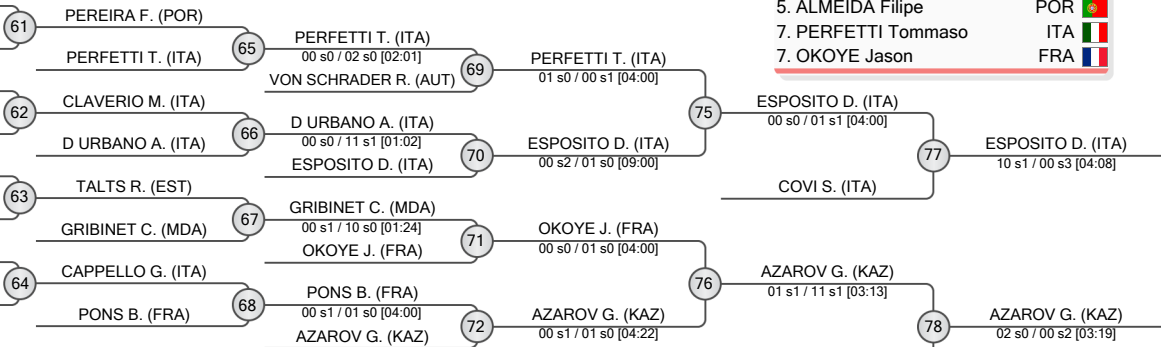 5. ALMEIDA Filipe POR
7. PERFETTI Tommaso ITA
7. OKOYE Jason FRA
61
PEREIRA F. (POR)
PERFETTI T. (ITA)
62
CLAVERIO M. (ITA)
D URBANO A. (ITA)
63
TALTS R. (EST)
GRIBINET C. (MDA)
64
CAPPELLO G. (ITA)
PONS B. (FRA)
65
PERFETTI T. (ITA)
00 s0 / 02 s0 [02:01]
VON SCHRADER R. (AUT)
66
D URBANO A. (ITA)
00 s0 / 11 s1 [01:02]
ESPOSITO D. (ITA)
67
GRIBINET C. (MDA)
00 s1 / 10 s0 [01:24]
OKOYE J. (FRA)
68
PONS B. (FRA)
00 s1 / 01 s0 [04:00]
AZAROV G. (KAZ)
69
PERFETTI T. (ITA)
01 s0 / 00 s1 [04:00]
70
ESPOSITO D. (ITA)
00 s2 / 01 s0 [09:00]
71
OKOYE J. (FRA)
00 s0 / 01 s0 [04:00]
72
AZAROV G. (KAZ)
00 s1 / 01 s0 [04:22]
75
ESPOSITO D. (ITA)
00 s0 / 01 s1 [04:00]
COVI S. (ITA)
76
AZAROV G. (KAZ)
01 s1 / 11 s1 [03:13]
77
ESPOSITO D. (ITA)
10 s1 / 00 s3 [04:08]
78
AZAROV G. (KAZ)
02 s0 / 00 s2 [03:19]